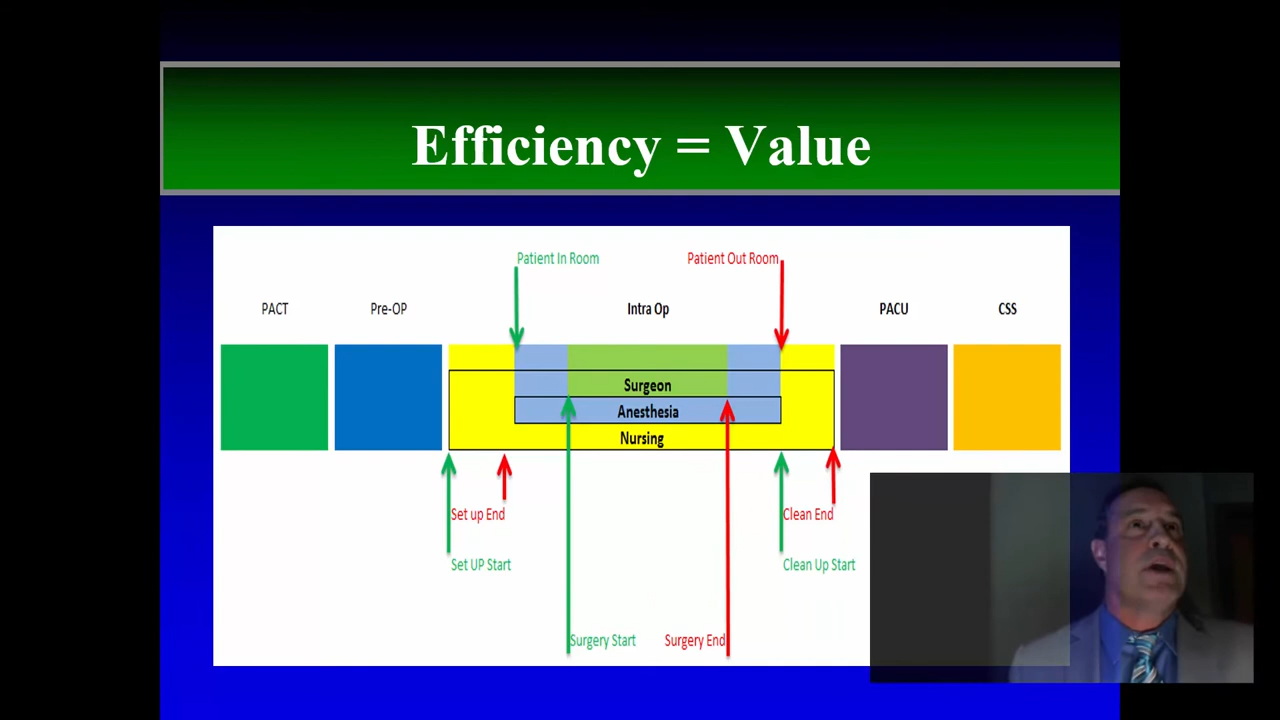 Efficiency = Value
Patient In Room
Patient Out Room
PACT
Pre-OP
Intra Op
PACU
CSS
Surgeon
Anesthesia
Nursing
Set up End
Clean End
Set UP Start
Clean Up Start
Surgery Start
Surgery End